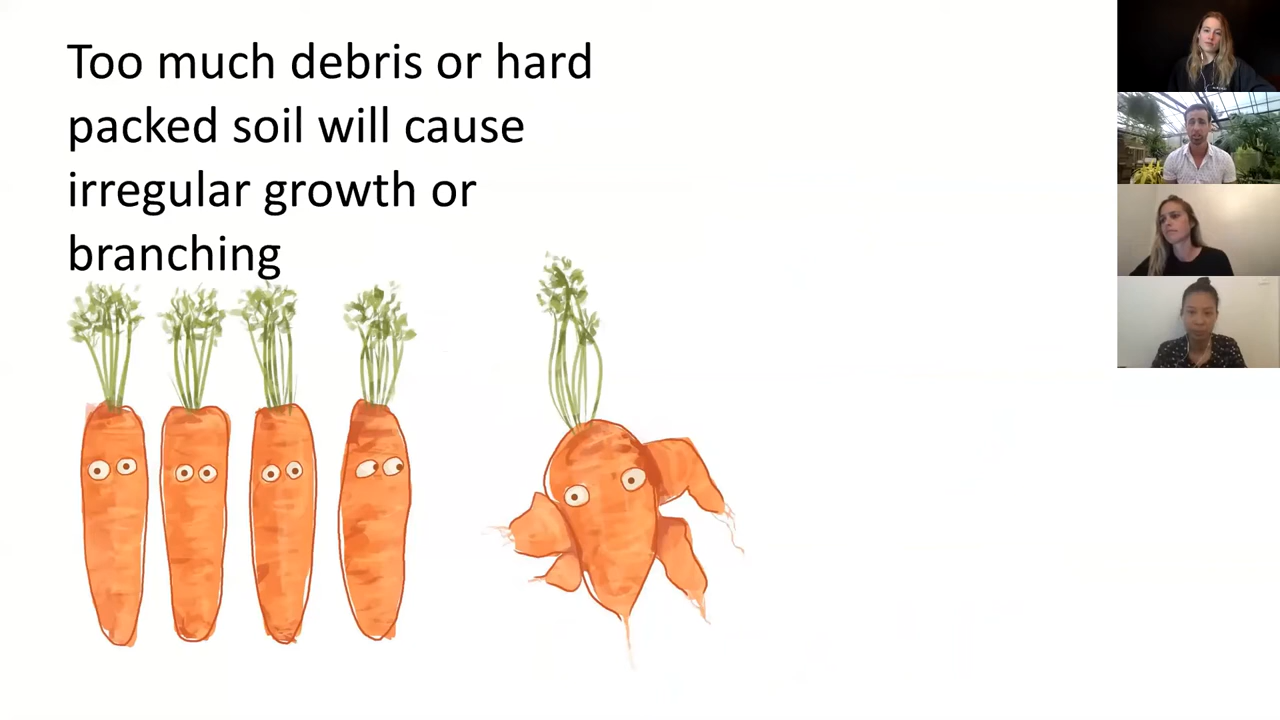 Too much debris or hard
packed soil will cause
irregular growth or
branching